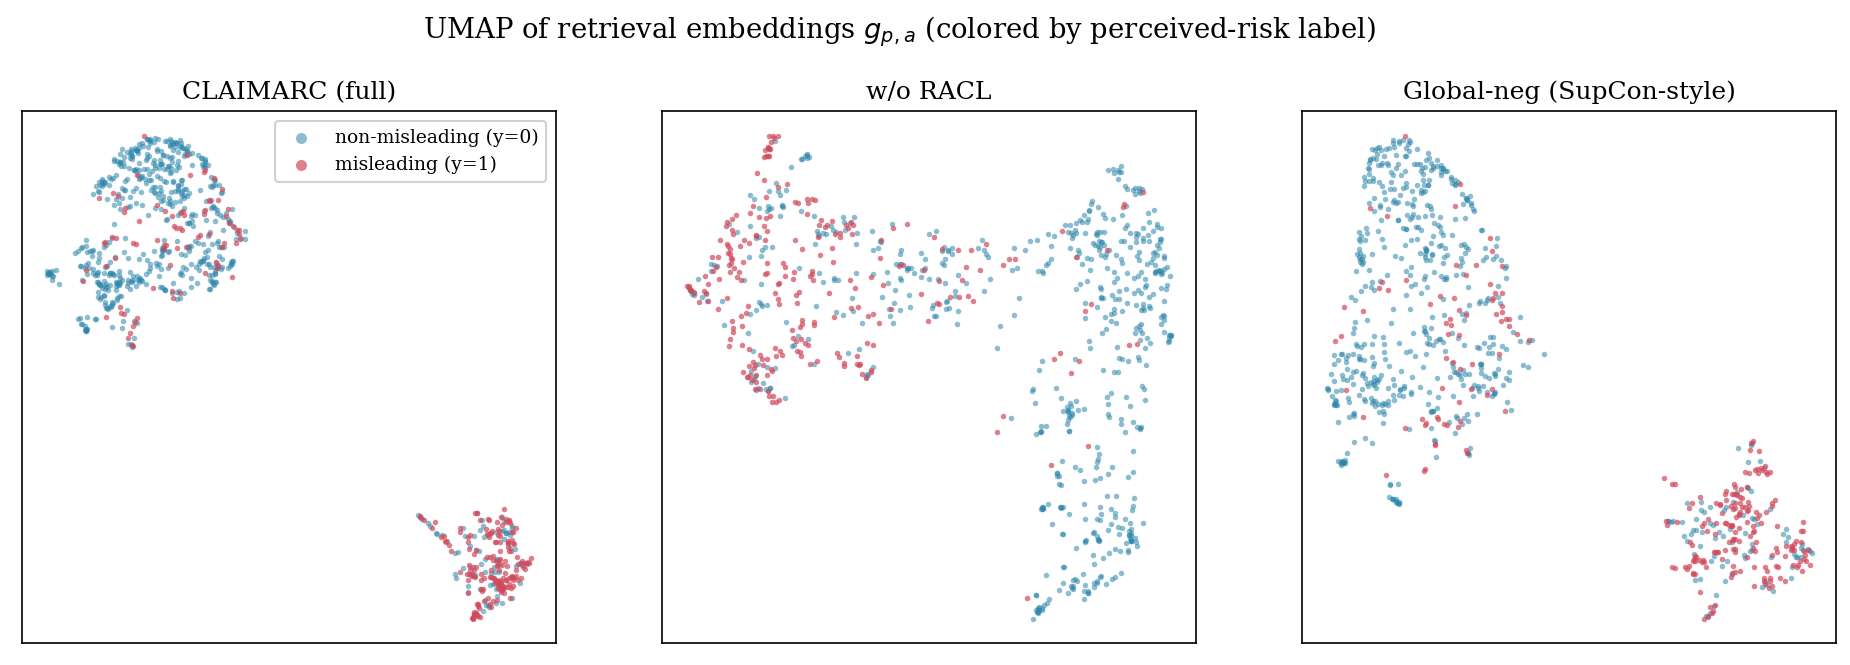 UMAP of retrieval embeddings g_{p,a} (colored by perceived-risk label)
CLAIMARC (full)
non-misleading (y=0)
misleading (y=1)
w/o RACL
Global-neg (SupCon-style)